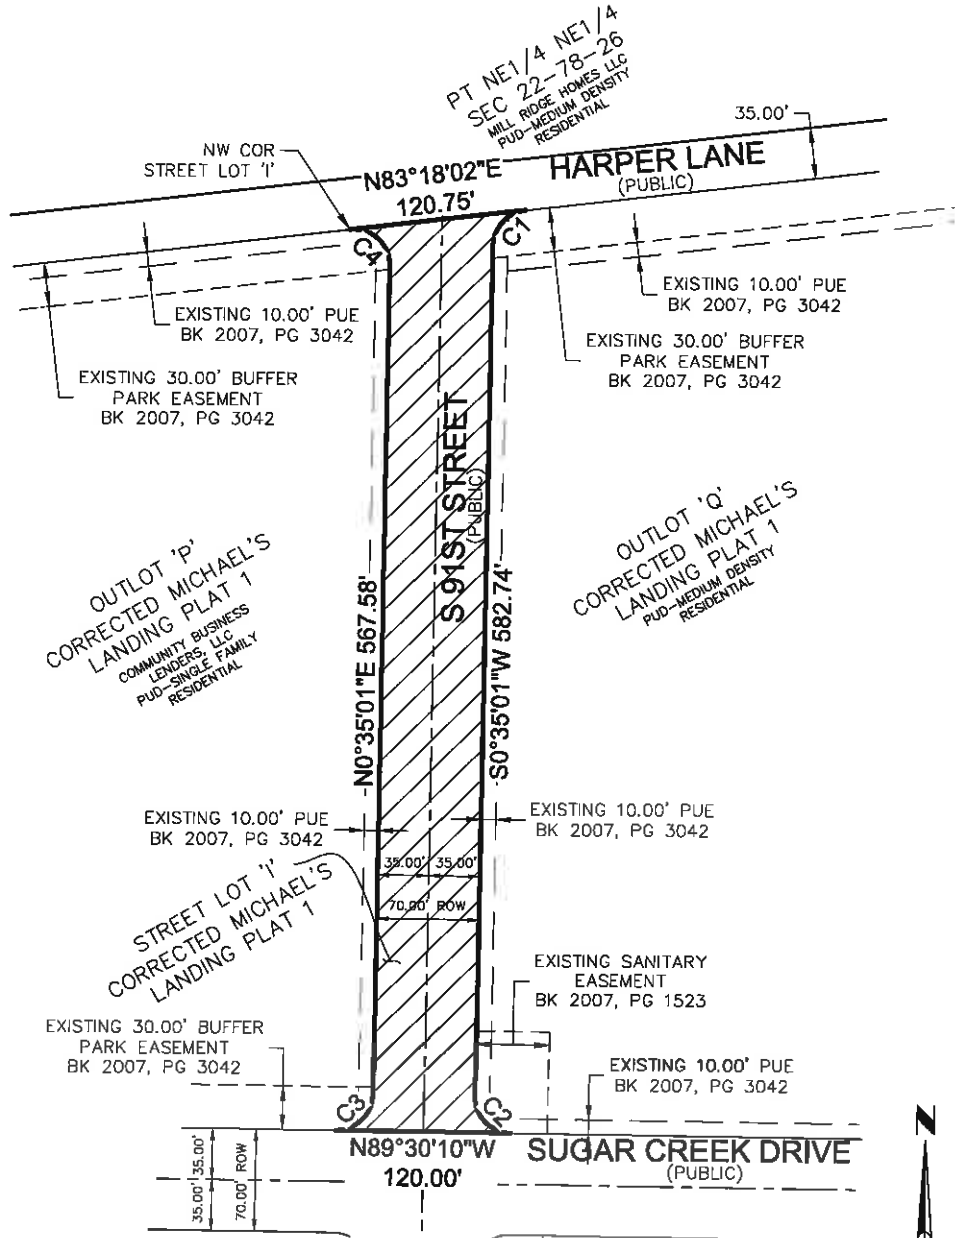 PT NE1/4 NE1/4
SEC 22-78-26
MILL RIDGE HOMES LLC
PUD-MEDIUM DENSITY
RESIDENTIAL
35.00'
NW COR
STREET LOT 'I'
N83°18'02"E
120.75'
HARPER LANE
(PUBLIC)
C4
C1
EXISTING 10.00' PUE
BK 2007, PG 3042
EXISTING 10.00' PUE
BK 2007, PG 3042
EXISTING 30.00' BUFFER
PARK EASEMENT
BK 2007, PG 3042
EXISTING 30.00' BUFFER
PARK EASEMENT
BK 2007, PG 3042
S 91ST STREET
(PUBLIC)
OUTLOT 'P'
CORRECTED MICHAEL'S
LANDING PLAT 1
COMMUNITY BUSINESS
LENDERS, LLC
PUD-SINGLE FAMILY
RESIDENTIAL
OUTLOT 'Q'
CORRECTED MICHAEL'S
LANDING PLAT 1
PUD-MEDIUM DENSITY
RESIDENTIAL
N0°35'01"E 567.58'
S0°35'01"W 582.74'
EXISTING 10.00' PUE
BK 2007, PG 3042
EXISTING 10.00' PUE
BK 2007, PG 3042
35.00' 35.00'
70.00' ROW
STREET LOT 'I'
CORRECTED MICHAEL'S
LANDING PLAT 1
EXISTING SANITARY
EASEMENT
BK 2007, PG 1523
EXISTING 30.00' BUFFER
PARK EASEMENT
BK 2007, PG 3042
EXISTING 10.00' PUE
BK 2007, PG 3042
C3
C2
N89°30'10"W
120.00'
SUGAR CREEK DRIVE
(PUBLIC)
35.00' 35.00'
70.00' ROW
N